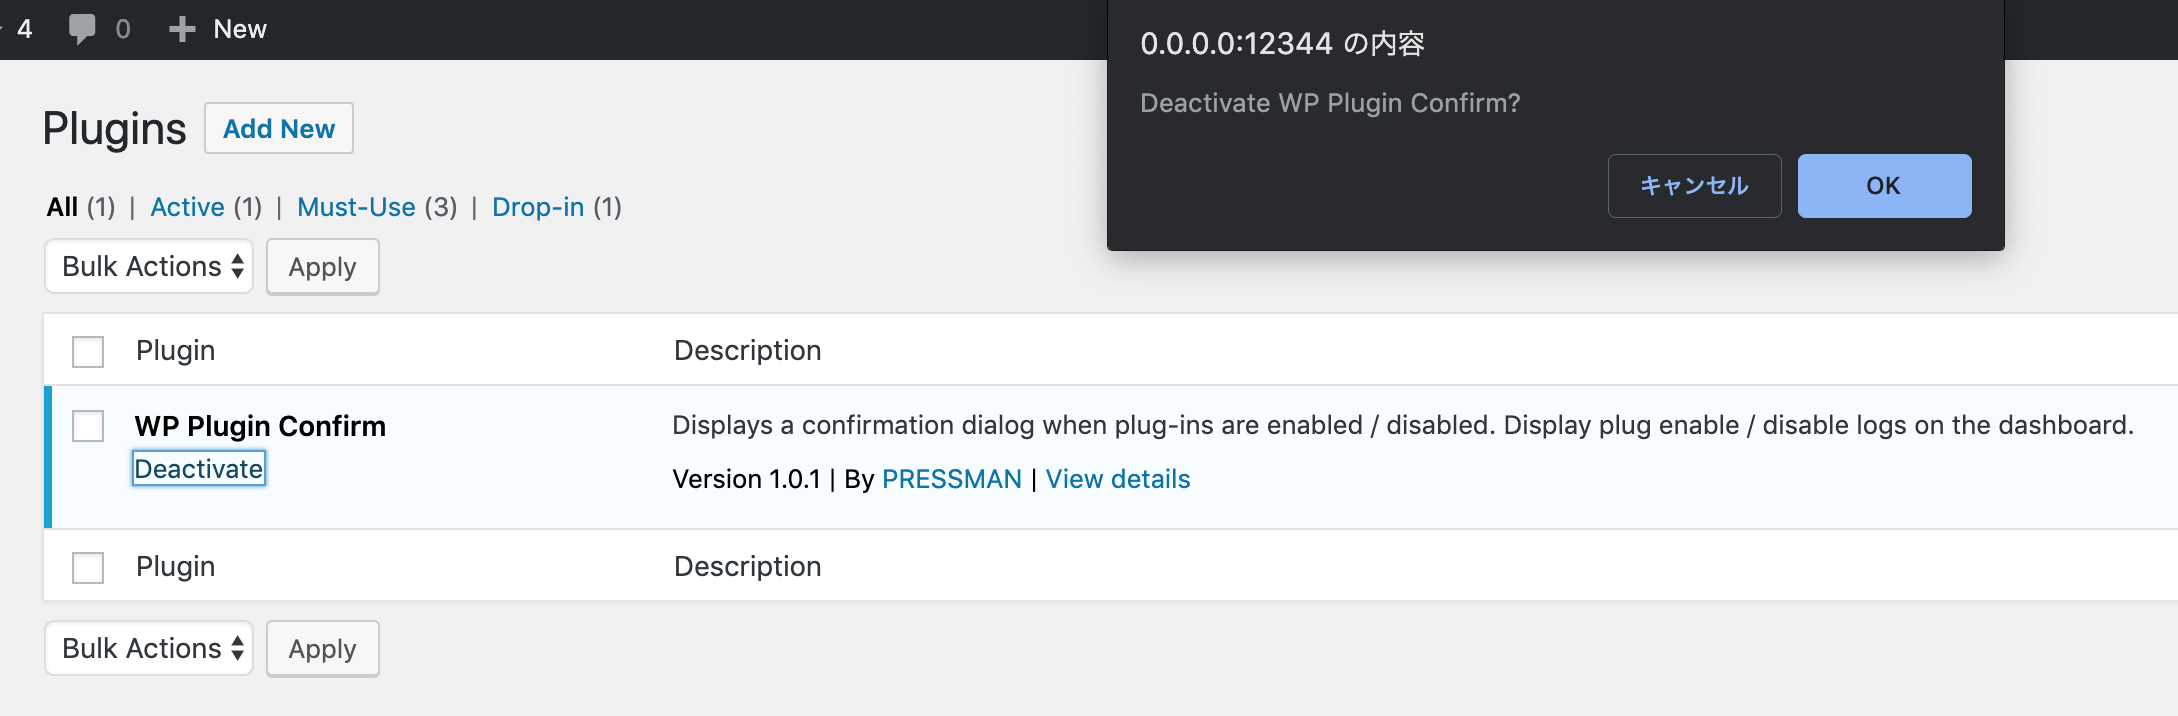 4 0 New
0.0.0.0:12344 の内容
Deactivate WP Plugin Confirm?
キャンセル OK
Plugins Add New
All (1) | Active (1) | Must-Use (3) | Drop-in (1)
Bulk Actions Apply
Plugin Description
WP Plugin Confirm Displays a confirmation dialog when plug-ins are enabled / disabled. Display plug enable / disable logs on the dashboard.
Deactivate
Version 1.0.1 | By PRESSMAN | View details
Plugin Description
Bulk Actions Apply